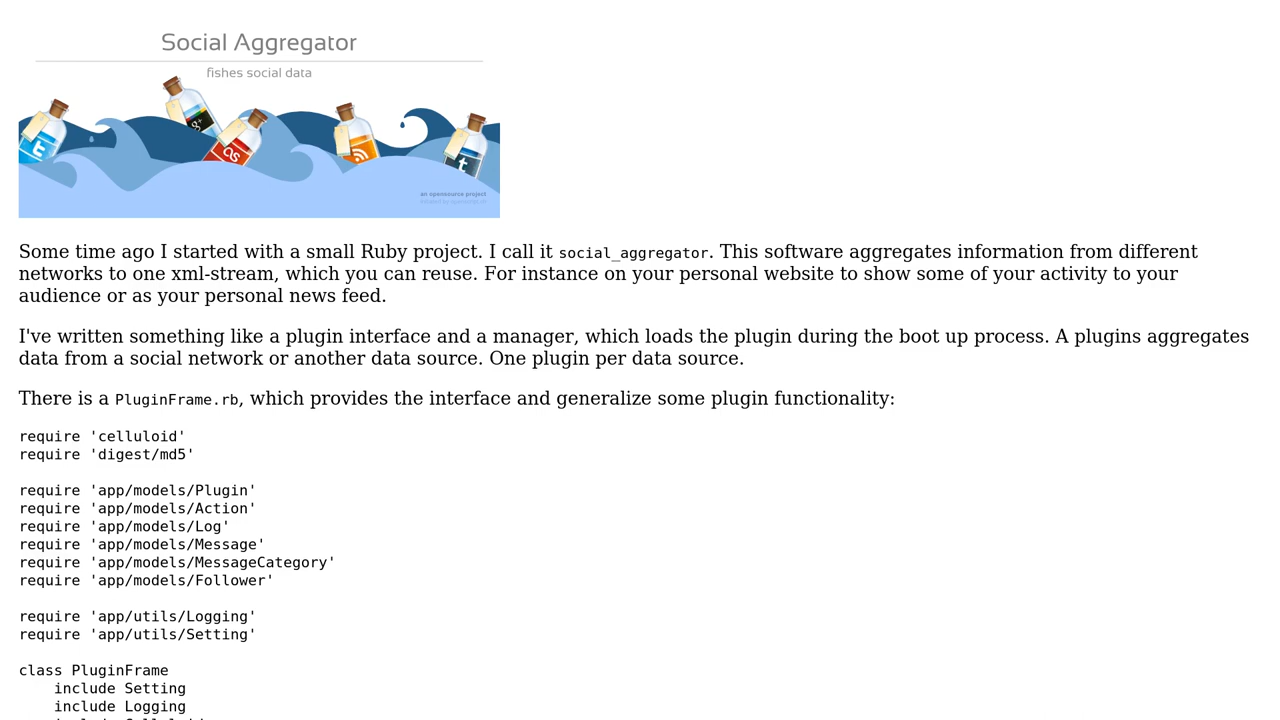 Social Aggregator
fishes social data
g+
an opensource project
initiated by openscript.ch
Some time ago I started with a small Ruby project. I call it social_aggregator. This software aggregates information from different
networks to one xml-stream, which you can reuse. For instance on your personal website to show some of your activity to your
audience or as your personal news feed.
I've written something like a plugin interface and a manager, which loads the plugin during the boot up process. A plugins aggregates
data from a social network or another data source. One plugin per data source.
There is a PluginFrame.rb, which provides the interface and generalize some plugin functionality:
require 'celluloid'
require 'digest/md5'
require 'app/models/Plugin'
require 'app/models/Action'
require 'app/models/Log'
require 'app/models/Message'
require 'app/models/MessageCategory'
require 'app/models/Follower'
require 'app/utils/Logging'
require 'app/utils/Setting'
class PluginFrame
    include Setting
    include Logging